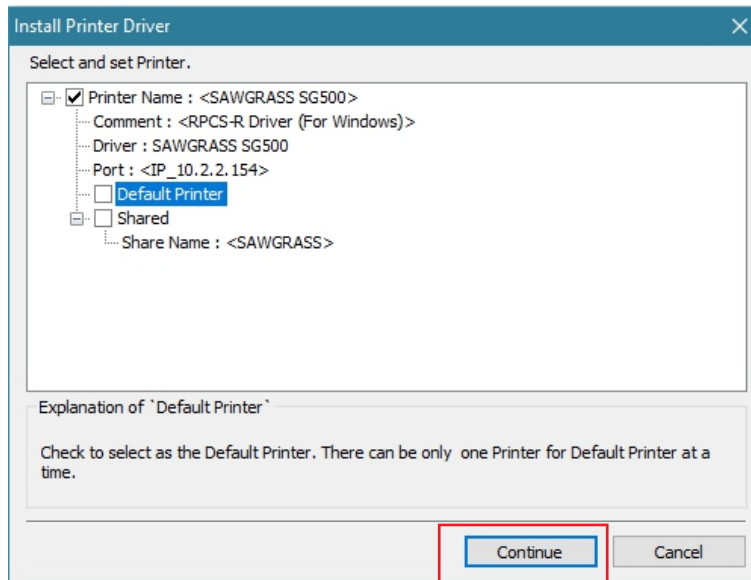 Install Printer Driver
Select and set Printer.
Printer Name : <SAWGRASS SG500>
Comment : <RPCS-R Driver (For Windows)>
Driver : SAWGRASS SG500
Port : <IP_10.2.2.154>
Default Printer
Shared
Share Name : <SAWGRASS>
Explanation of `Default Printer`
Check to select as the Default Printer. There can be only  one Printer for Default Printer at a
time.
Continue
Cancel